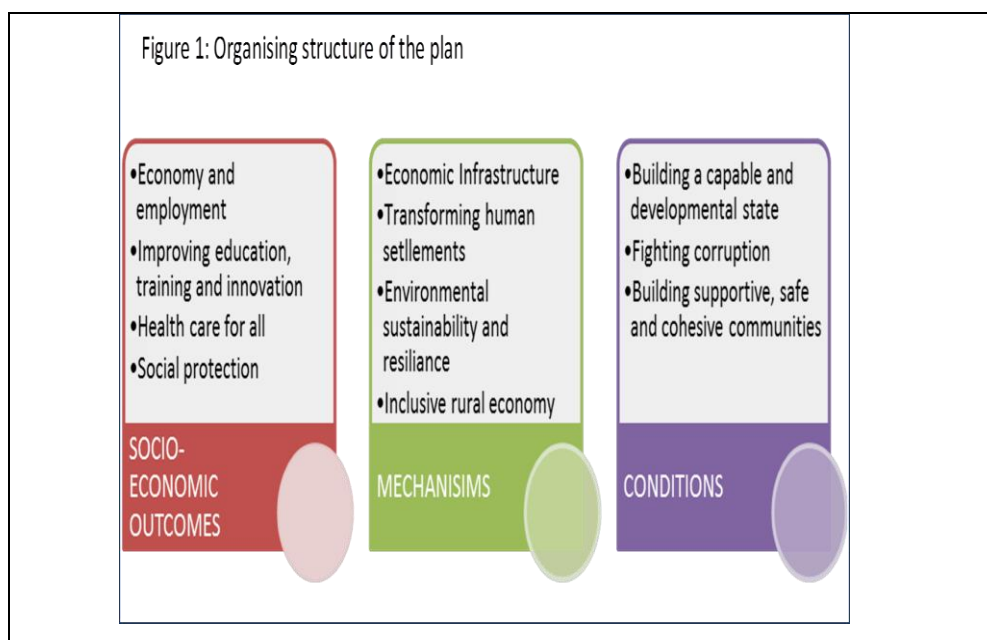 Figure 1: Organising structure of the plan
•Economy and
employment
•Improving education,
training and innovation
•Health care for all
•Social protection
SOCIO-
ECONOMIC
OUTCOMES
•Economic Infrastructure
•Transforming human
setllements
•Environmental
sustainability and
resiliance
•Inclusive rural economy
MECHANISIMS
•Building a capable and
developmental state
•Fighting corruption
•Building supportive, safe
and cohesive communities
CONDITIONS